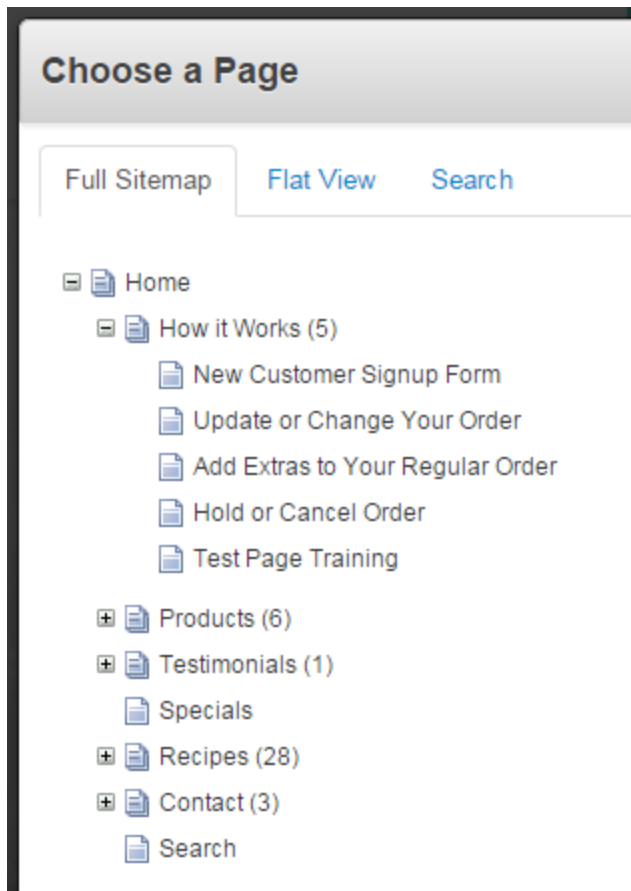 Choose a Page
Full Sitemap Flat View Search
Home
How it Works (5)
New Customer Signup Form
Update or Change Your Order
Add Extras to Your Regular Order
Hold or Cancel Order
Test Page Training
Products (6)
Testimonials (1)
Specials
Recipes (28)
Contact (3)
Search